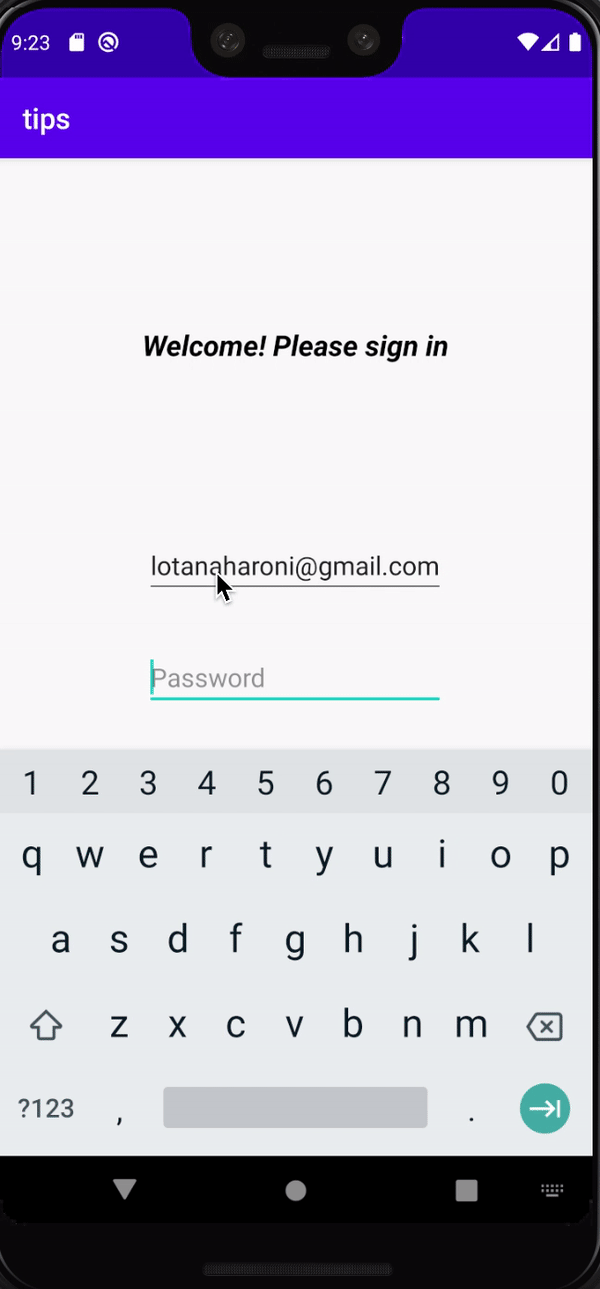 9:23
tips
Welcome! Please sign in
lotanaharoni@gmail.com
Password
1 2 3 4 5 6 7 8 9 0
q w e r t y u i o p
a s d f g h j k l
z x c v b n m
?123 , .